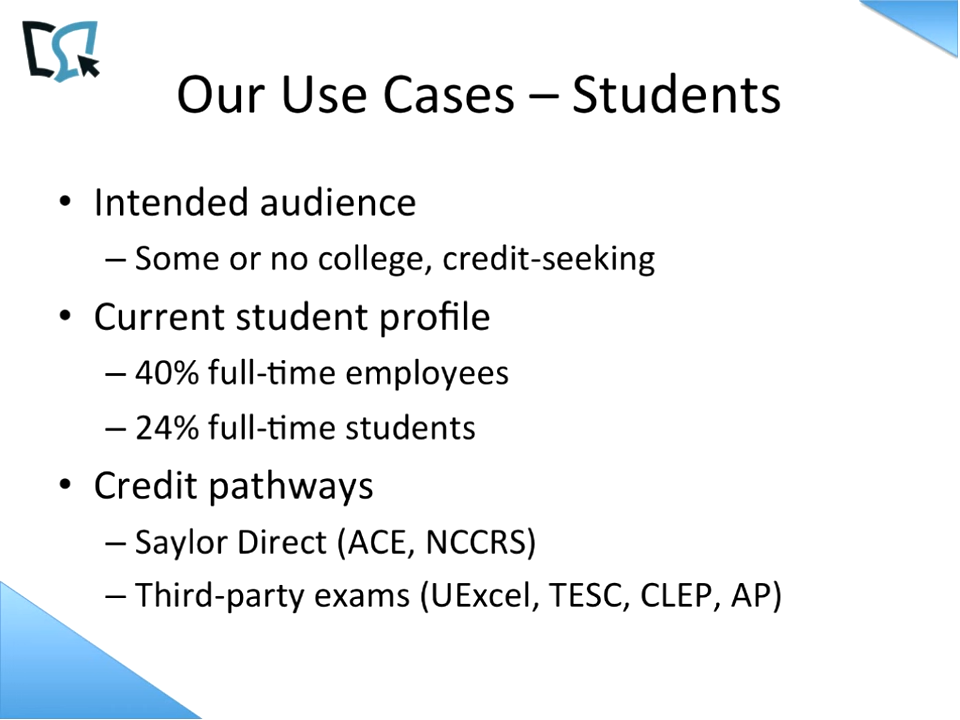 Our Use Cases – Students
• Intended audience
– Some or no college, credit-seeking
• Current student profile
– 40% full-time employees
– 24% full-time students
• Credit pathways
– Saylor Direct (ACE, NCCRS)
– Third-party exams (UExcel, TESC, CLEP, AP)